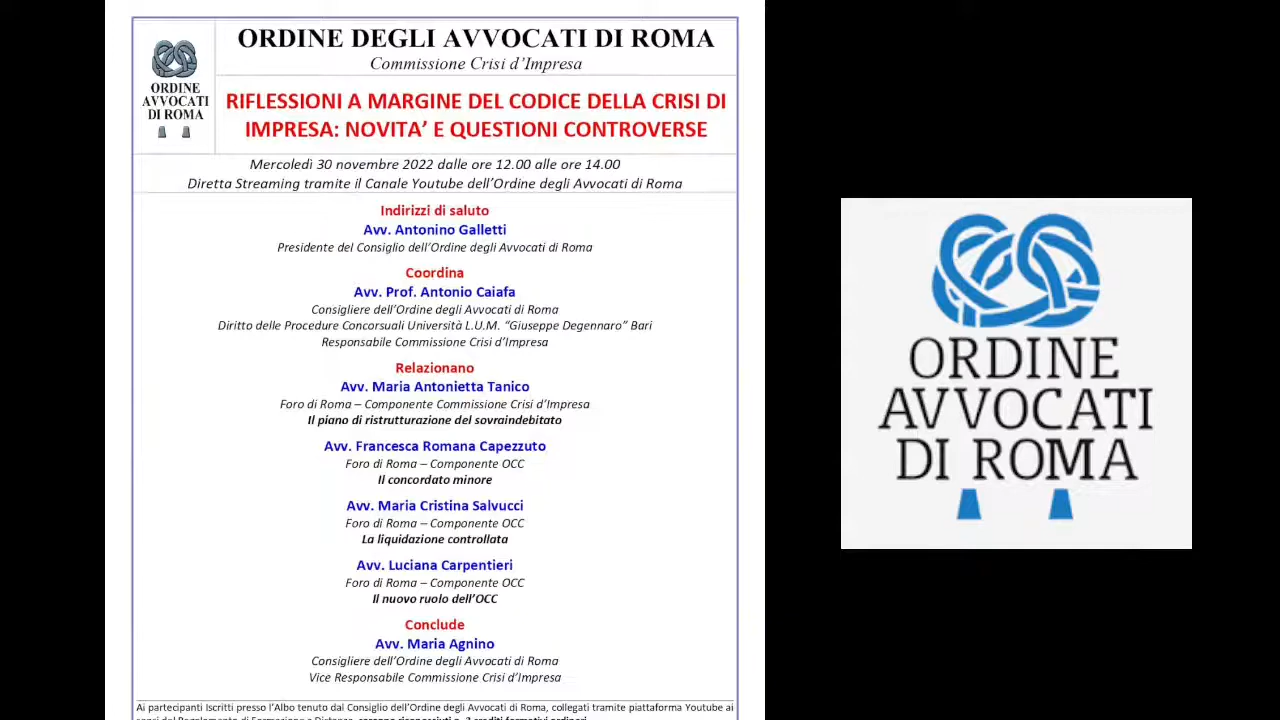 ORDINE DEGLI AVVOCATI DI ROMA
Commissione Crisi d'Impresa
ORDINE
AVVOCATI
DI ROMA
RIFLESSIONI A MARGINE DEL CODICE DELLA CRISI DI
IMPRESA: NOVITA' E QUESTIONI CONTROVERSE
Mercoledì 30 novembre 2022 dalle ore 12.00 alle ore 14.00
Diretta Streaming tramite il Canale Youtube dell'Ordine degli Avvocati di Roma
Indirizzi di saluto
Avv. Antonino Galletti
Presidente del Consiglio dell'Ordine degli Avvocati di Roma
Coordina
Avv. Prof. Antonio Caiafa
Consigliere dell'Ordine degli Avvocati di Roma
Diritto delle Procedure Concorsuali Università L.U.M. "Giuseppe Degennaro" Bari
Responsabile Commissione Crisi d'Impresa
Relazionano
Avv. Maria Antonietta Tanico
Foro di Roma – Componente Commissione Crisi d'Impresa
Il piano di ristrutturazione del sovraindebitato
Avv. Francesca Romana Capezzuto
Foro di Roma – Componente OCC
Il concordato minore
Avv. Maria Cristina Salvucci
Foro di Roma – Componente OCC
La liquidazione controllata
Avv. Luciana Carpentieri
Foro di Roma – Componente OCC
Il nuovo ruolo dell'OCC
Conclude
Avv. Maria Agnino
Consigliere dell'Ordine degli Avvocati di Roma
Vice Responsabile Commissione Crisi d'Impresa
Ai partecipanti Iscritti presso l'Albo tenuto dal Consiglio dell'Ordine degli Avvocati di Roma, collegati tramite piattaforma Youtube ai
ORDINE
AVVOCATI
DI ROMA